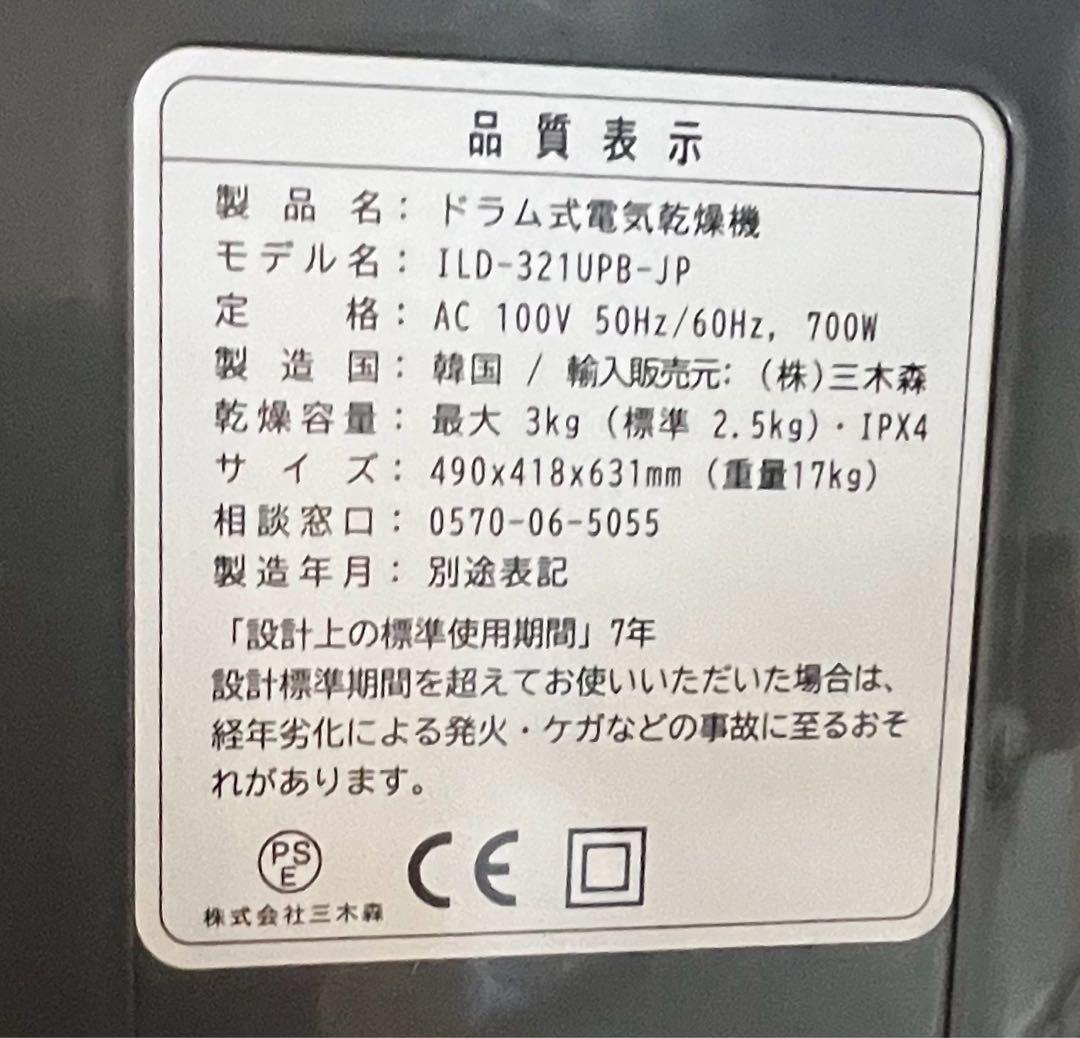 品質表示
製品名：ドラム式電気乾燥機
モデル名：ILD-321UPB-JP
定格：AC 100V 50Hz/60Hz, 700W
製造国：韓国 / 輸入販売元:（株）三木森
乾燥容量：最大 3kg (標準 2.5kg)・IPX4
サイズ：490x418x631mm (重量17kg)
相談窓口：0570-06-5055
製造年月：別途表記
「設計上の標準使用期間」7年
設計標準期間を超えてお使いいただいた場合は、
経年劣化による発火・ケガなどの事故に至るおそ
れがあります。
PSE CE
株式会社三木森